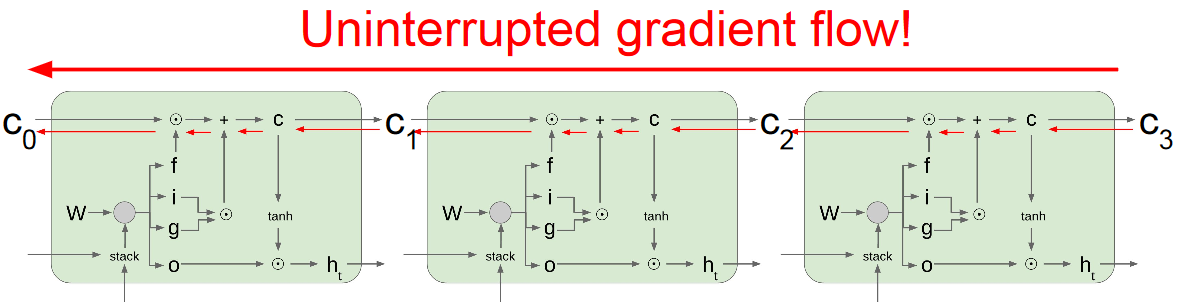 Uninterrupted gradient flow!
C0 ⊙ + c C1 ⊙ + c C2 ⊙ + c C3
f f f
W i ⊙ tanh W i ⊙ tanh W i ⊙ tanh
g g g
stack stack stack
o ⊙ ht o ⊙ ht o ⊙ ht